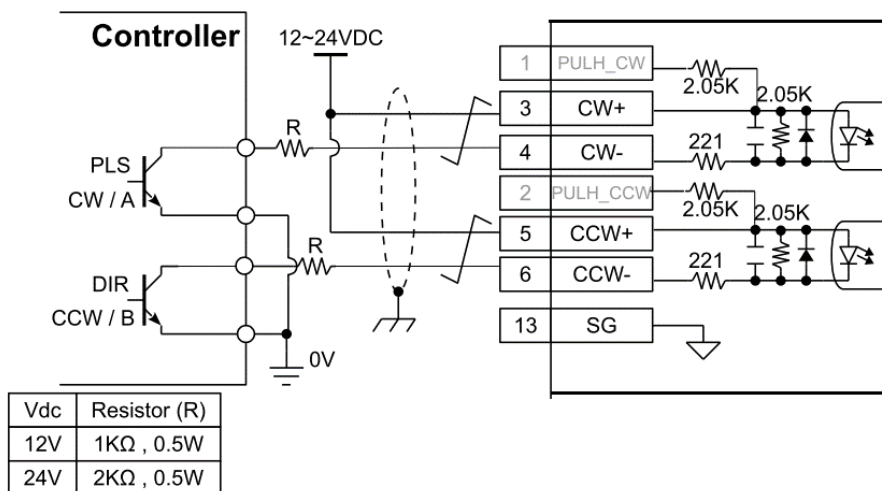 Controller
12~24VDC
1 PULH_CW
2.05K
3 CW+
2.05K
R
4 CW-
221
PLS
CW / A
2 PULH_CCW
2.05K
2.05K
R
5 CCW+
DIR
CCW / B
6 CCW-
221
13 SG
0V
Vdc Resistor (R)
12V 1KΩ , 0.5W
24V 2KΩ , 0.5W